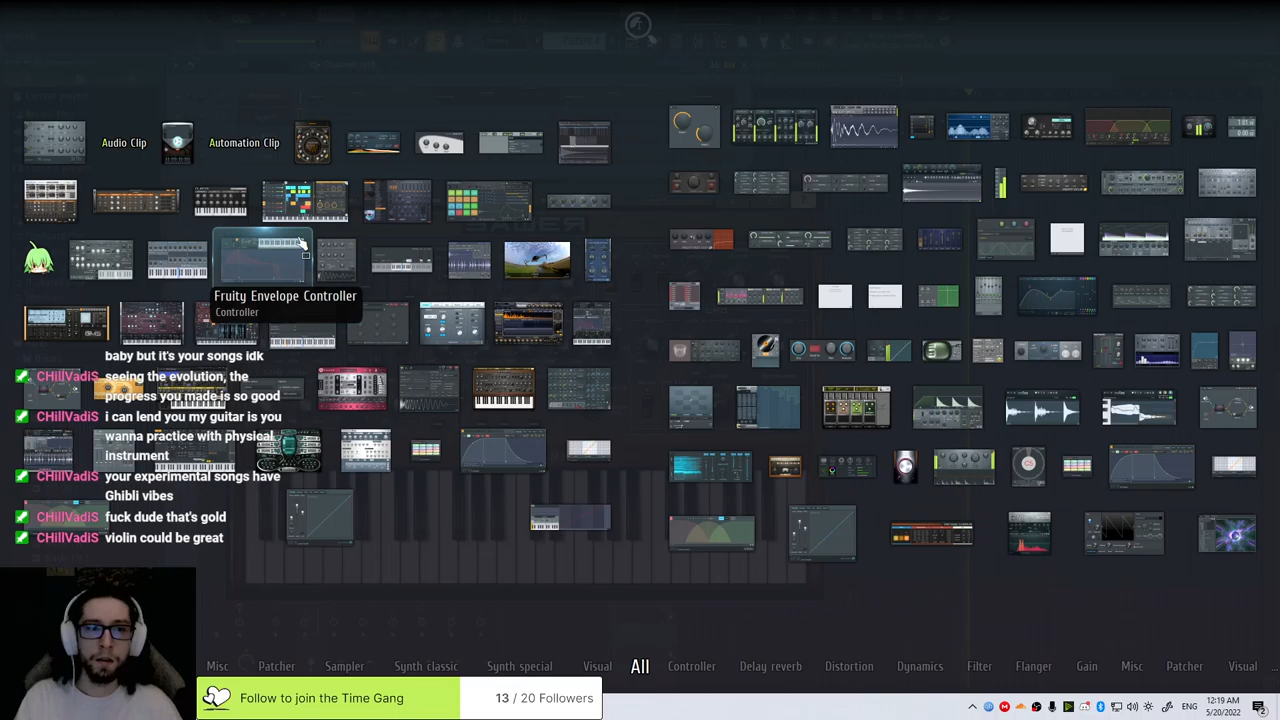 Audio Clip
Automation Clip
Fruity Envelope Controller
Controller
baby but it's your songs idk
CHillVadiS seeing the evolution, the
progress you made is so good
CHillVadiS i can lend you my guitar is you
wanna practice with physical
instrument
CHillVadiS your experimental songs have
Ghibli vibes
CHillVadiS fuck dude that's gold
CHillVadiS violin could be great
Misc Patcher Sampler Synth classic Synth special Visual All Controller Delay reverb Distortion Dynamics Filter Flanger Gain Misc Patcher Visual ...
Follow to join the Time Gang
13 / 20 Followers
ENG
12:19 AM
5/20/2022
2